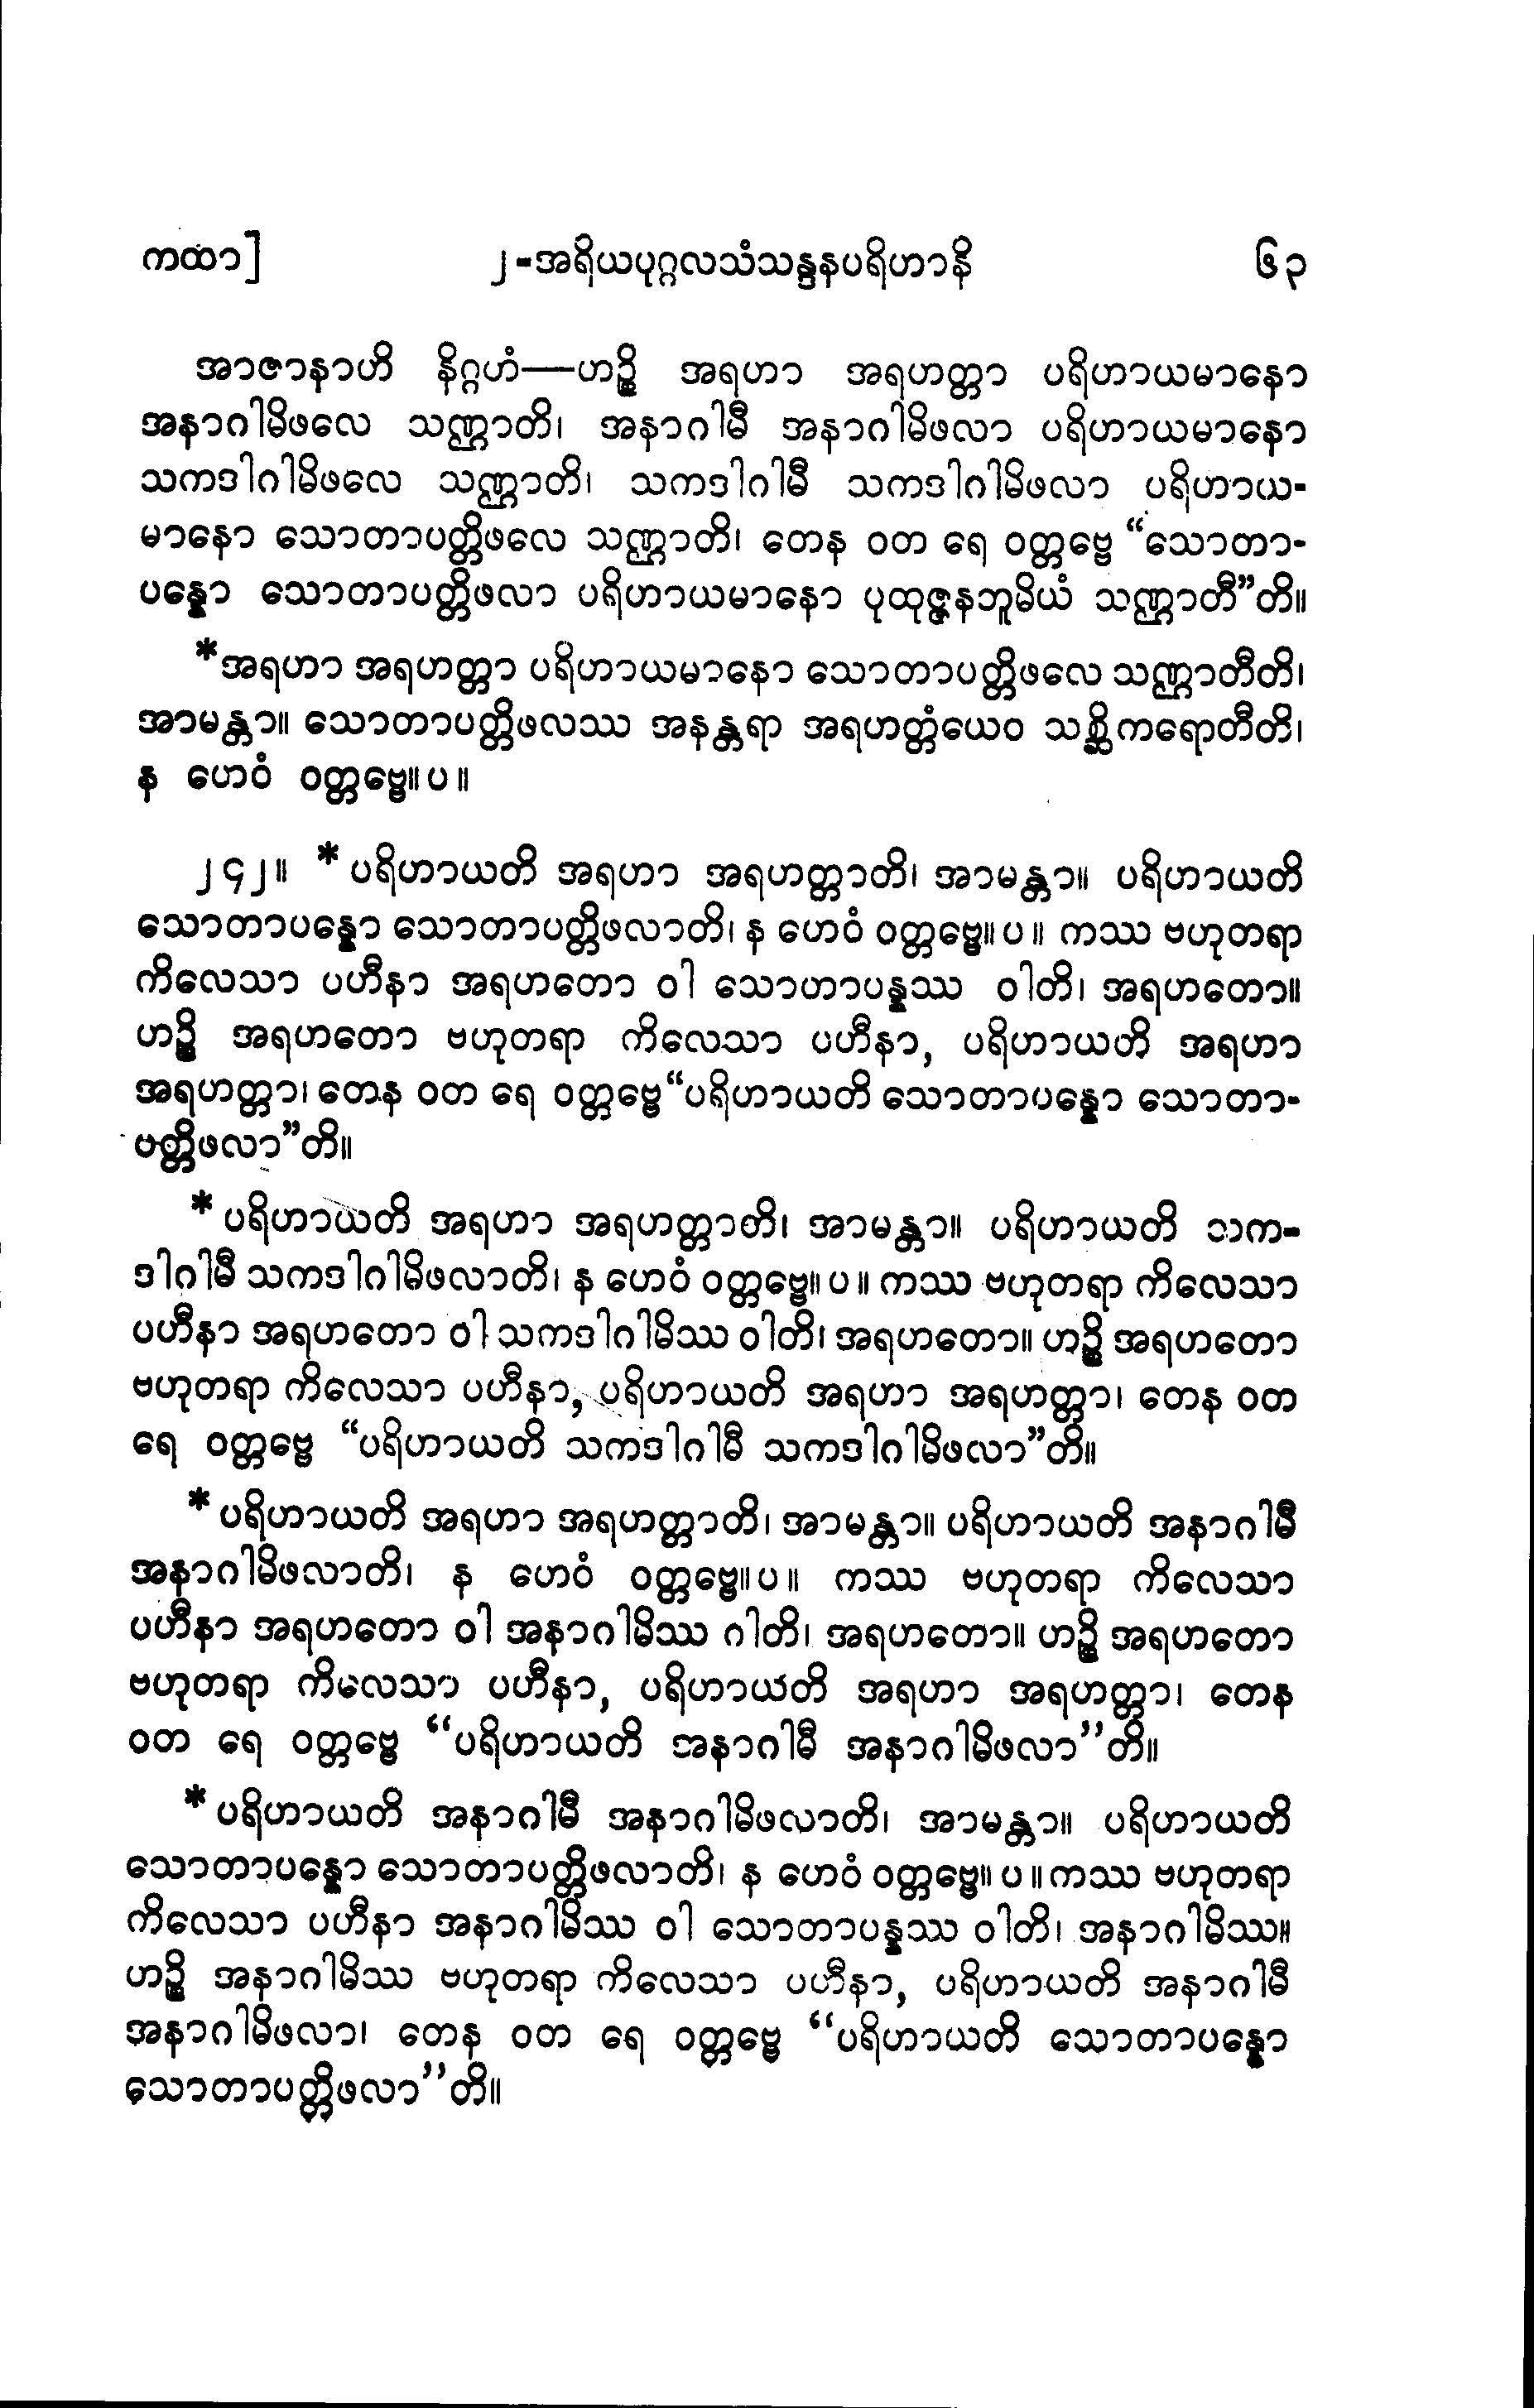 ကထာ] ၂-အရိယပုဂ္ဂလသံသန္ဒနပရိဟာနိ ၆၃
အာဇာနာဟိ နိဂ္ဂဟံ—ဟဉ္စိ အရဟာ အရဟတ္တာ ပရိဟာယမာနော
အနာဂါမိဖလေ သဏ္ဌာတိ၊ အနာဂါမီ အနာဂါမိဖလာ ပရိဟာယမာနော
သကဒါဂါမိဖလေ သဏ္ဌာတိ၊ သကဒါဂါမီ သကဒါဂါမိဖလာ ပရိဟာယ-
မာနော သောတာပတ္တိဖလေ သဏ္ဌာတိ၊ တေန ဝတ ရေ ဝတ္တဗ္ဗေ “သောတာ-
ပန္နော သောတာပတ္တိဖလာ ပရိဟာယမာနော ပုထုဇ္ဇနဘူမိယံ သဏ္ဌာတီ”တိ။
*အရဟာ အရဟတ္တာ ပရိဟာယမာနော သောတာပတ္တိဖလေ သဏ္ဌာတီတိ၊
အာမန္တာ။ သောတာပတ္တိဖလဿ အနန္တရာ အရဟတ္တံယေဝ သစ္ဆိကရောတီတိ၊
န ဟေဝံ ဝတ္တဗ္ဗေ။ ပ ။
၂၄၂။ * ပရိဟာယတိ အရဟာ အရဟတ္တာတိ၊ အာမန္တာ။ ပရိဟာယတိ
သောတာပန္နော သောတာပတ္တိဖလာတိ၊ န ဟေဝံ ဝတ္တဗ္ဗေ။ ပ ။ ကဿ ဗဟုတရာ
ကိလေသာ ပဟီနာ အရဟတော ဝါ သောဟာပန္နဿ ဝါတိ၊ အရဟတော။
ဟဉ္စိ အရဟတော ဗဟုတရာ ကိလေသာ ပဟီနာ, ပရိဟာယတိ အရဟာ
အရဟတ္တာ၊ တေန ဝတ ရေ ဝတ္တဗ္ဗေ “ပရိဟာယတိ သောတာပန္နော သောတာ-
ပတ္တိဖလာ”တိ။
* ပရိဟာယတိ အရဟာ အရဟတ္တာတိ၊ အာမန္တာ။ ပရိဟာယတိ သက-
ဒါဂါမီ သကဒါဂါမိဖလာတိ၊ န ဟေဝံ ဝတ္တဗ္ဗေ။ ပ ။ ကဿ ဗဟုတရာ ကိလေသာ
ပဟီနာ အရဟတော ဝါ သကဒါဂါမိဿ ဝါတိ၊ အရဟတော။ ဟဉ္စိ အရဟတော
ဗဟုတရာ ကိလေသာ ပဟီနာ, ပရိဟာယတိ အရဟာ အရဟတ္တာ၊ တေန ဝတ
ရေ ဝတ္တဗ္ဗေ “ပရိဟာယတိ သကဒါဂါမီ သကဒါဂါမိဖလာ”တိ။
* ပရိဟာယတိ အရဟာ အရဟတ္တာတိ၊ အာမန္တာ။ ပရိဟာယတိ အနာဂါမီ
အနာဂါမိဖလာတိ၊ န ဟေဝံ ဝတ္တဗ္ဗေ။ ပ ။ ကဿ ဗဟုတရာ ကိလေသာ
ပဟီနာ အရဟတော ဝါ အနာဂါမိဿ ဂါတိ၊ အရဟတော။ ဟဉ္စိ အရဟတော
ဗဟုတရာ ကိလေသာ ပဟီနာ, ပရိဟာယတိ အရဟာ အရဟတ္တာ၊ တေန
ဝတ ရေ ဝတ္တဗ္ဗေ “ပရိဟာယတိ အနာဂါမီ အနာဂါမိဖလာ”တိ။
* ပရိဟာယတိ အနာဂါမီ အနာဂါမိဖလာတိ၊ အာမန္တာ။ ပရိဟာယတိ
သောတာပန္နော သောတာပတ္တိဖလာတိ၊ န ဟေဝံ ဝတ္တဗ္ဗေ။ ပ ။ ကဿ ဗဟုတရာ
ကိလေသာ ပဟီနာ အနာဂါမိဿ ဝါ သောတာပန္နဿ ဝါတိ၊ အနာဂါမိဿ။
ဟဉ္စိ အနာဂါမိဿ ဗဟုတရာ ကိလေသာ ပဟီနာ, ပရိဟာယတိ အနာဂါမီ
အနာဂါမိဖလာ၊ တေန ဝတ ရေ ဝတ္တဗ္ဗေ “ပရိဟာယတိ သောတာပန္နော
သောတာပတ္တိဖလာ”တိ။